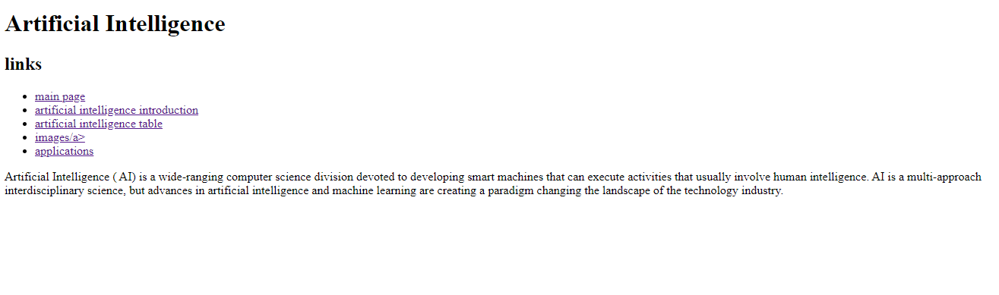 Artificial Intelligence
links
main page
artificial intelligence introduction
artificial intelligence table
images/a>
applications
Artificial Intelligence ( AI) is a wide-ranging computer science division devoted to developing smart machines that can execute activities that usually involve human intelligence. AI is a multi-approach
interdisciplinary science, but advances in artificial intelligence and machine learning are creating a paradigm changing the landscape of the technology industry.